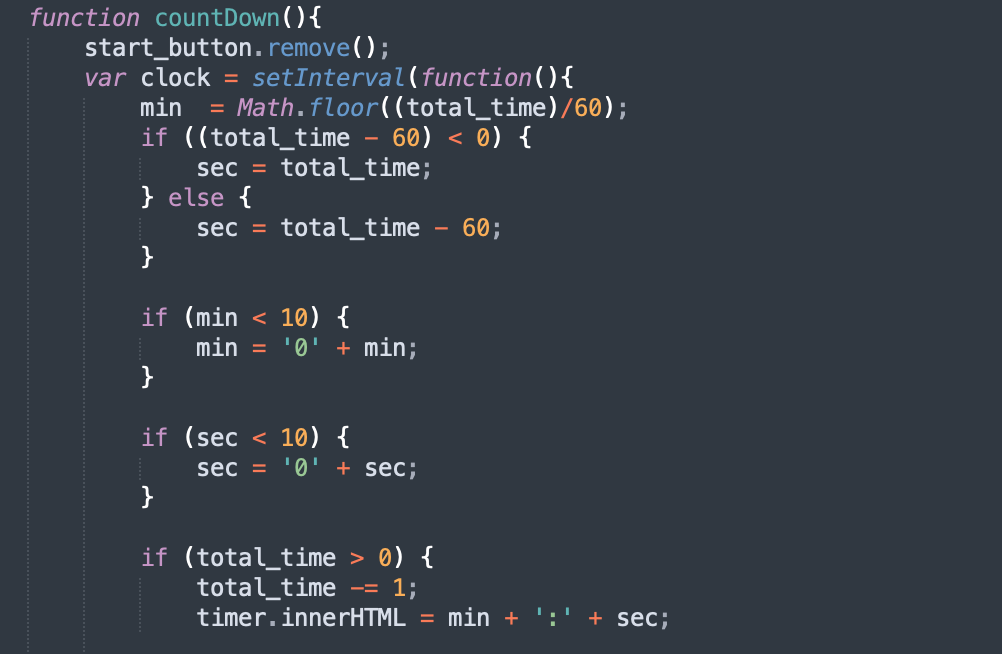 function countDown(){
    start_button.remove();
    var clock = setInterval(function(){
        min  = Math.floor((total_time)/60);
        if ((total_time - 60) < 0) {
            sec = total_time;
        } else {
            sec = total_time - 60;
        }

        if (min < 10) {
            min = '0' + min;
        }

        if (sec < 10) {
            sec = '0' + sec;
        }

        if (total_time > 0) {
            total_time -= 1;
            timer.innerHTML = min + ':' + sec;